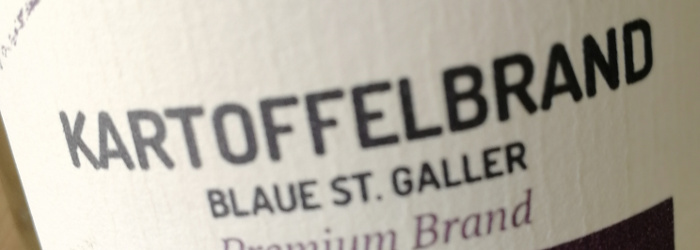 KARTOFFELBRAND
BLAUE ST. GALLER
Premium Brand